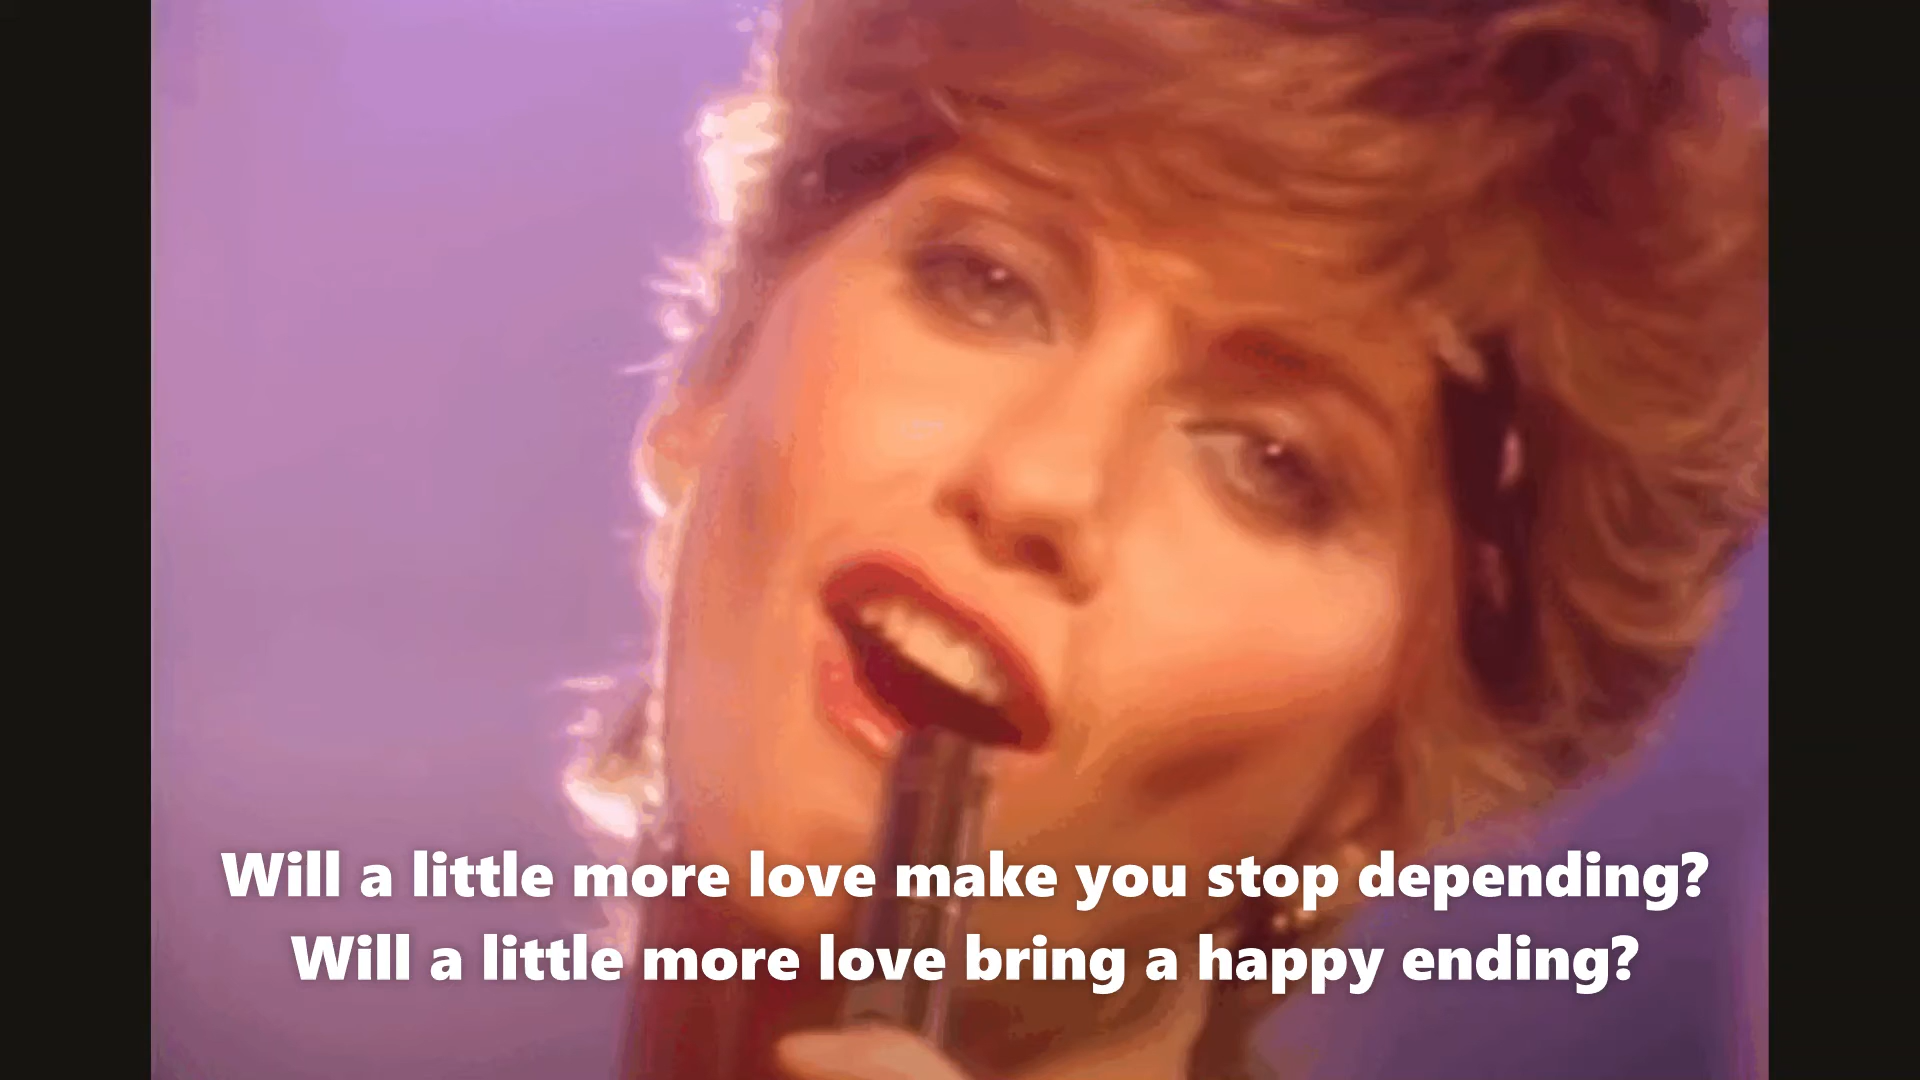 Will a little more love make you stop depending?
Will a little more love bring a happy ending?